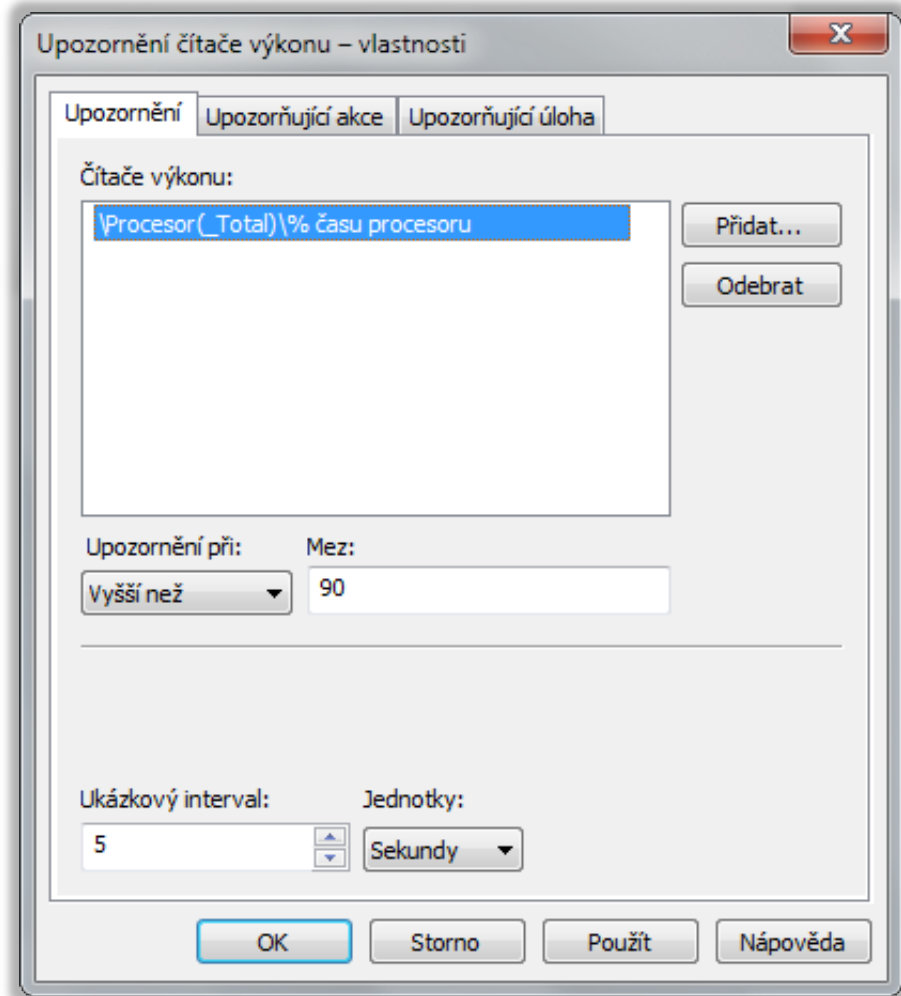 Upozornění čítače výkonu – vlastnosti
Upozornění Upozorňující akce Upozorňující úloha
Čítače výkonu:
\Procesor(_Total)\% času procesoru
Přidat...
Odebrat
Upozornění při: Mez:
Vyšší než 90
Ukázkový interval: Jednotky:
5 Sekundy
OK Storno Použít Nápověda